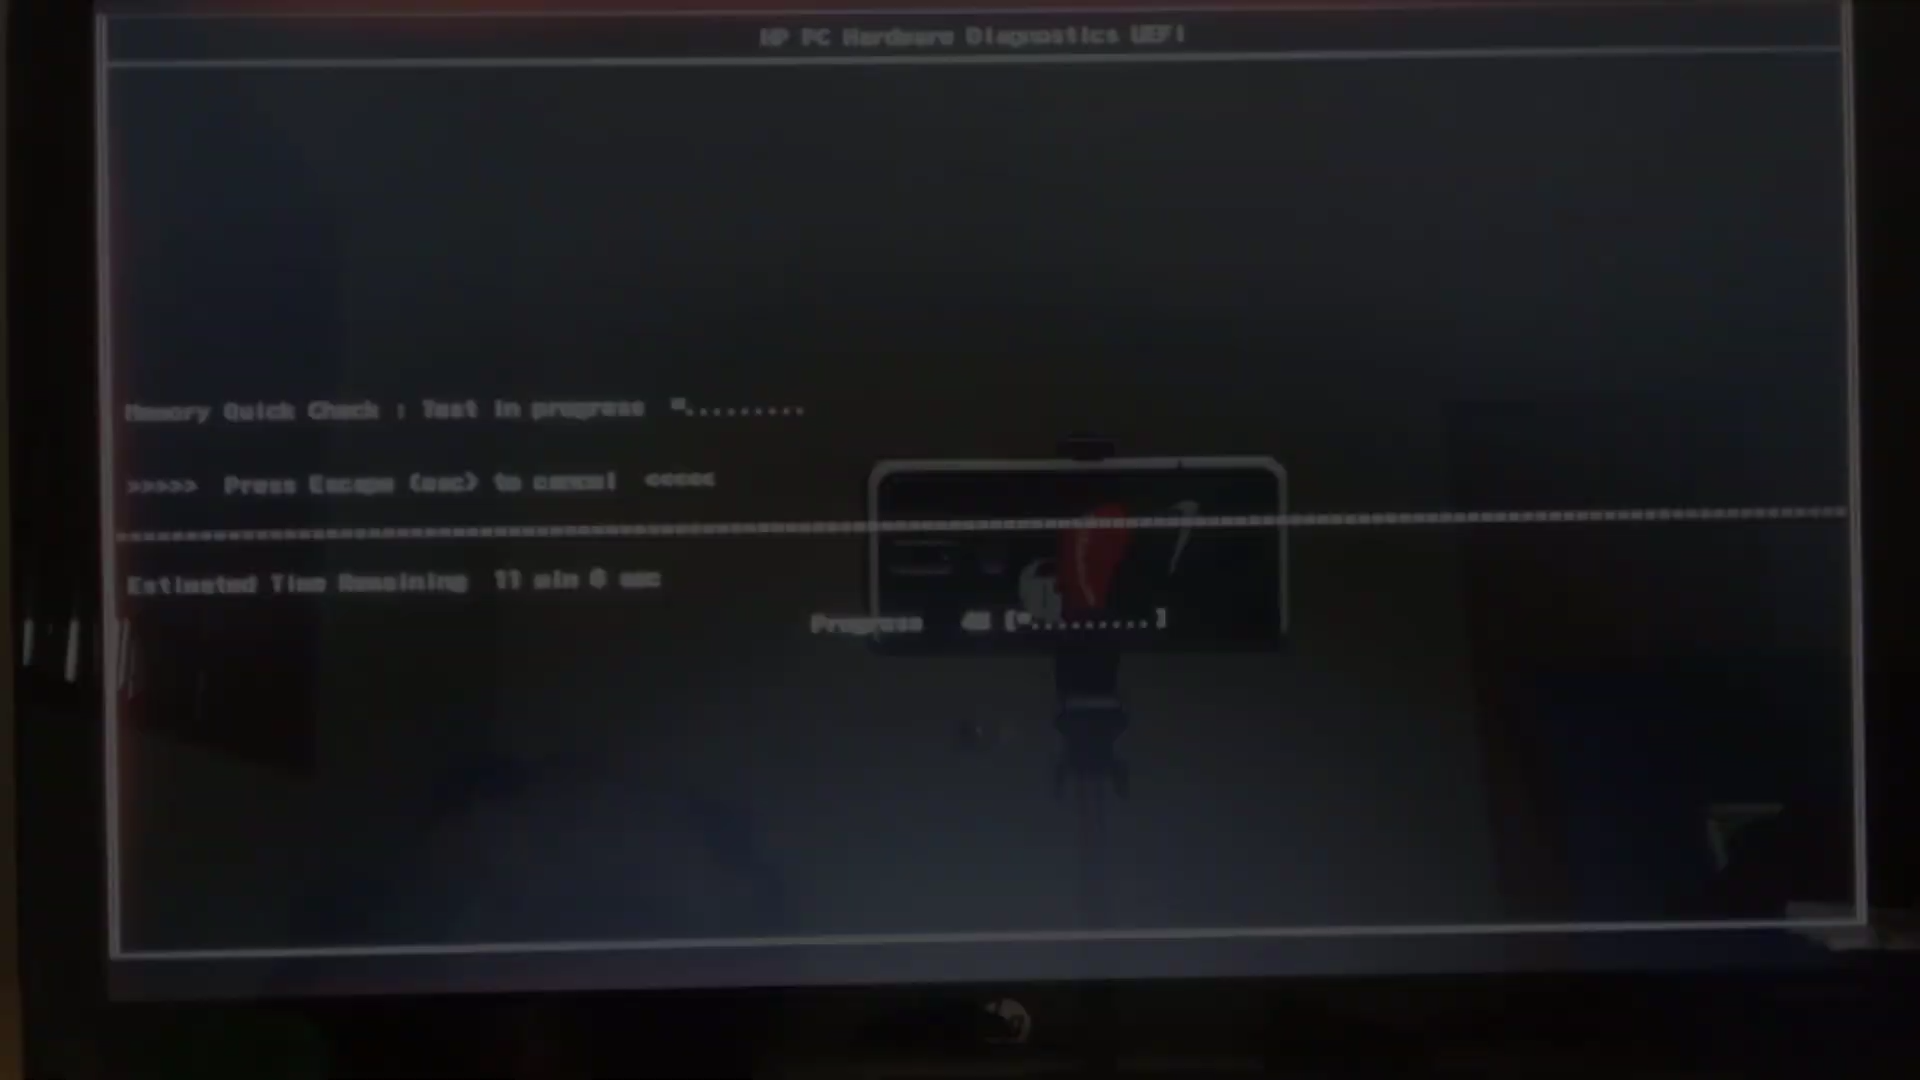 HP PC Hardware Diagnostics UEFI
Memory Quick Check : Test in progress ■.........
>>>>> Press Escape (esc) to cancel <<<<<
Estimated Time Remaining 11 min 0 sec
Progress [■.........]
hp